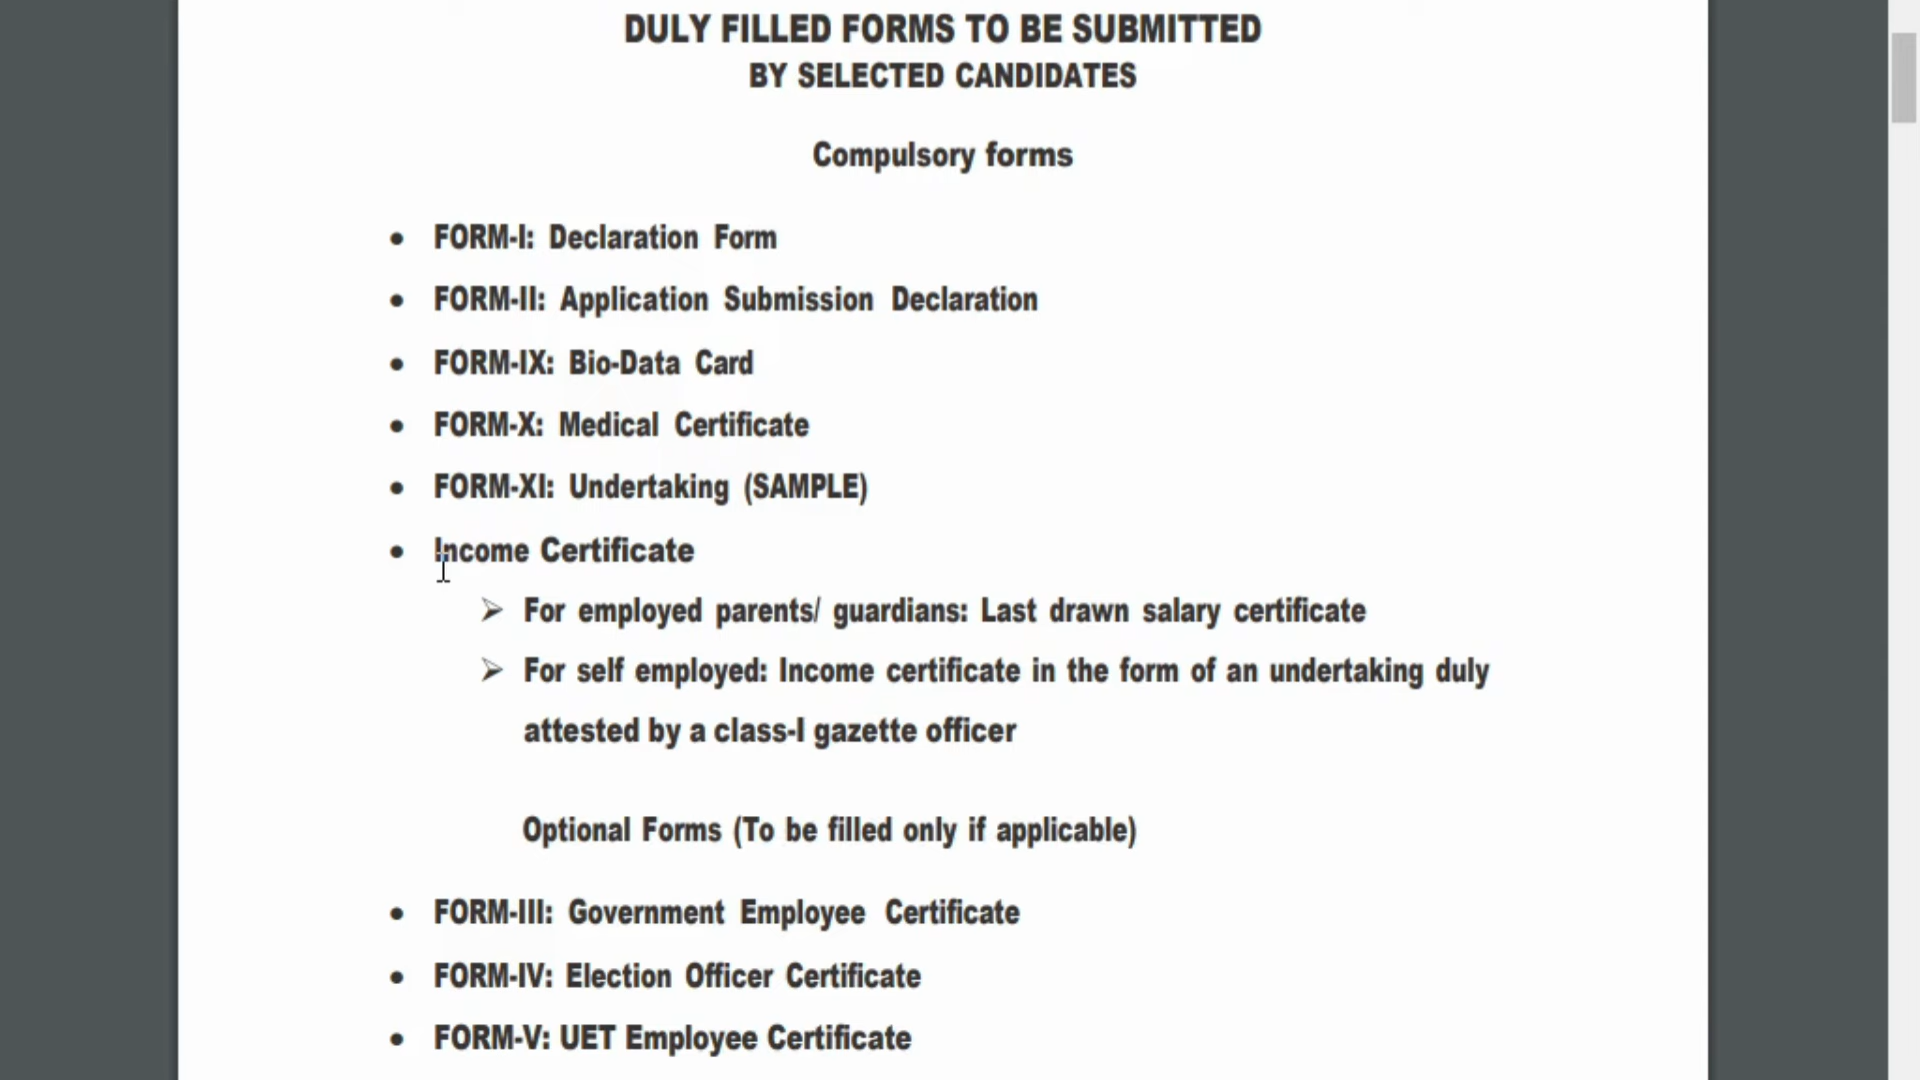 DULY FILLED FORMS TO BE SUBMITTED
BY SELECTED CANDIDATES
Compulsory forms
• FORM-I: Declaration Form
• FORM-II: Application Submission Declaration
• FORM-IX: Bio-Data Card
• FORM-X: Medical Certificate
• FORM-XI: Undertaking (SAMPLE)
• Income Certificate
➢ For employed parents/ guardians: Last drawn salary certificate
➢ For self employed: Income certificate in the form of an undertaking duly
attested by a class-I gazette officer
Optional Forms (To be filled only if applicable)
• FORM-III: Government Employee Certificate
• FORM-IV: Election Officer Certificate
• FORM-V: UET Employee Certificate